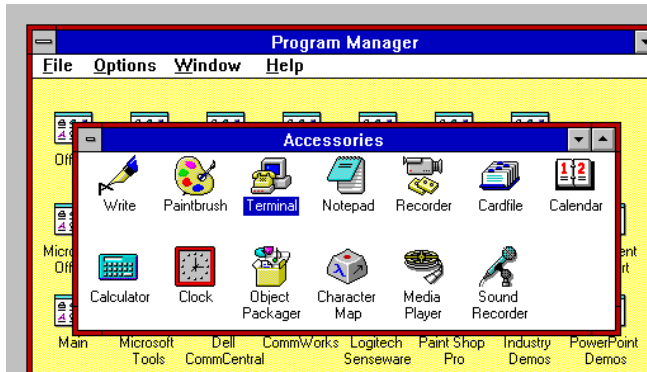 Program Manager
File Options Window Help
Accessories
Write Paintbrush Terminal Notepad Recorder Cardfile Calendar
12
Calculator Clock Object Packager Character Map Media Player Sound Recorder
Main Microsoft Tools Dell CommCentral CommWorks Logitech Senseware Paint Shop Pro Industry Demos PowerPoint Demos